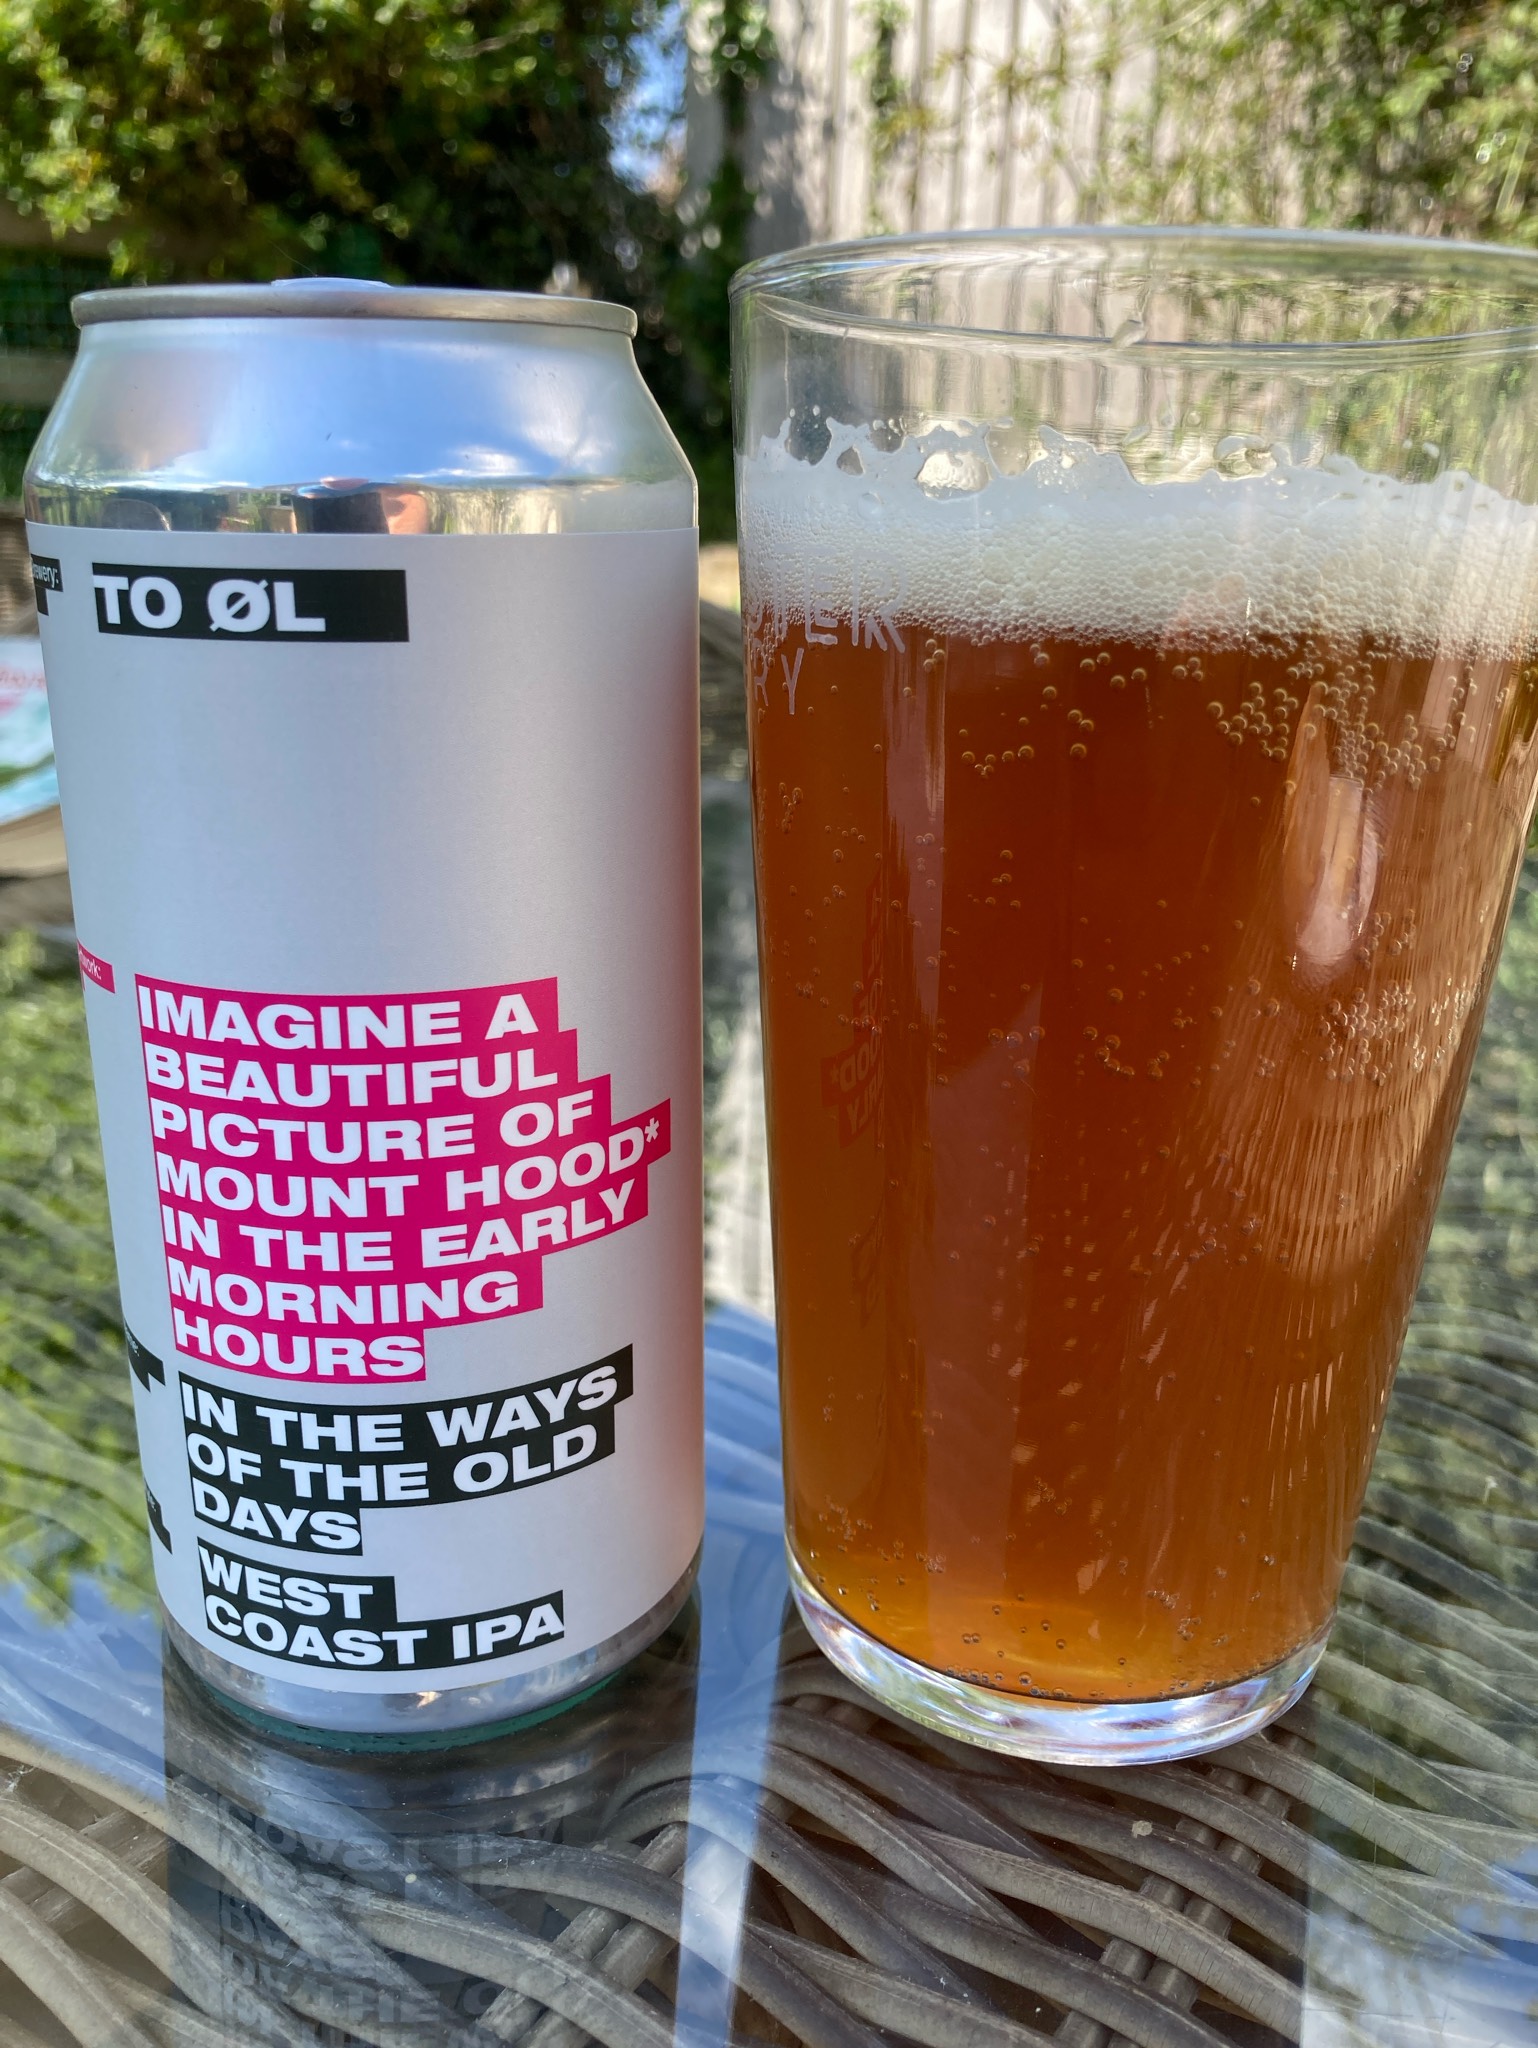 TO ØL
IMAGINE A
BEAUTIFUL
PICTURE OF
MOUNT HOOD*
IN THE EARLY
MORNING
HOURS
IN THE WAYS
OF THE OLD
DAYS
WEST
COAST IPA